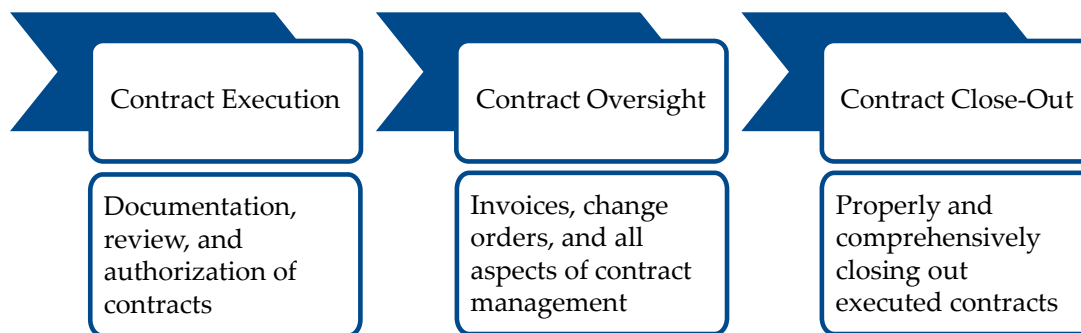 Contract Execution
Documentation,
review, and
authorization of
contracts
Contract Oversight
Invoices, change
orders, and all
aspects of contract
management
Contract Close-Out
Properly and
comprehensively
closing out
executed contracts